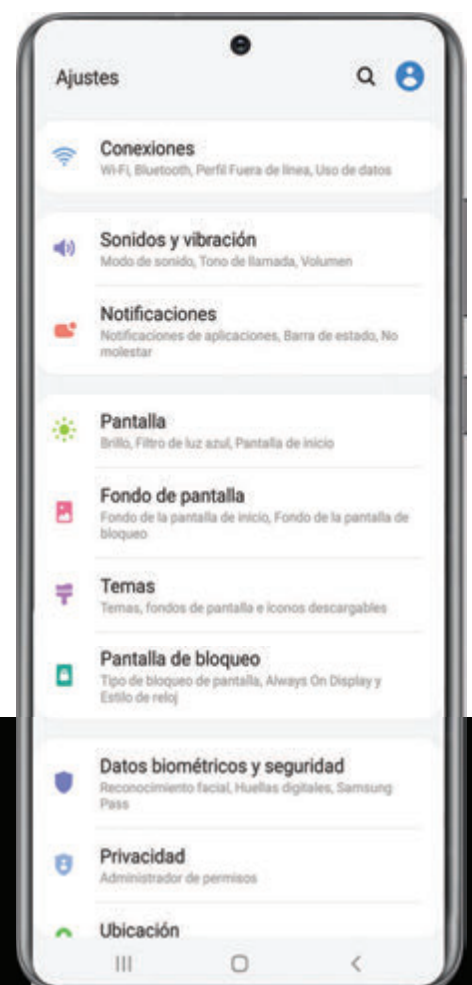 Ajustes
Conexiones
Wi-Fi, Bluetooth, Perfil Fuera de línea, Uso de datos
Sonidos y vibración
Modo de sonido, Tono de llamada, Volumen
Notificaciones
Notificaciones de aplicaciones, Barra de estado, No
molestar
Pantalla
Brillo, Filtro de luz azul, Pantalla de inicio
Fondo de pantalla
Fondo de la pantalla de inicio, Fondo de la pantalla de
bloqueo
Temas
Temas, fondos de pantalla e iconos descargables
Pantalla de bloqueo
Tipo de bloqueo de pantalla, Always On Display y
Estilo de reloj
Datos biométricos y seguridad
Reconocimiento facial, Huellas digitales, Samsung
Pass
Privacidad
Administrador de permisos
Ubicación